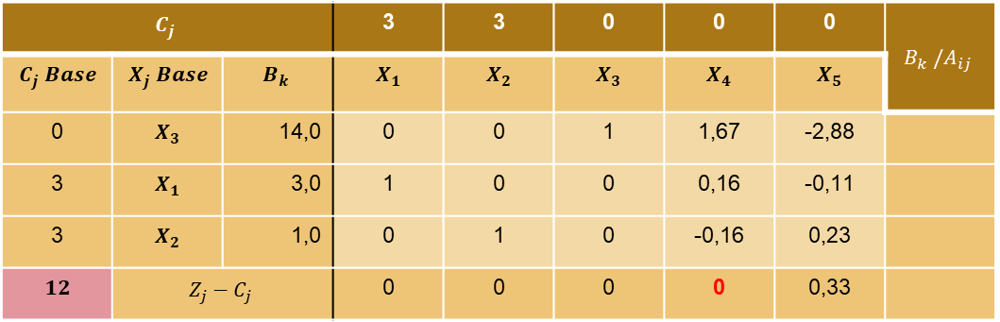 C_j 3 3 0 0 0 B_k /A_ij
C_j Base X_j Base B_k X_1 X_2 X_3 X_4 X_5
0 X_3 14,0 0 0 1 1,67 -2,88
3 X_1 3,0 1 0 0 0,16 -0,11
3 X_2 1,0 0 1 0 -0,16 0,23
12 Z_j − C_j 0 0 0 0 0,33